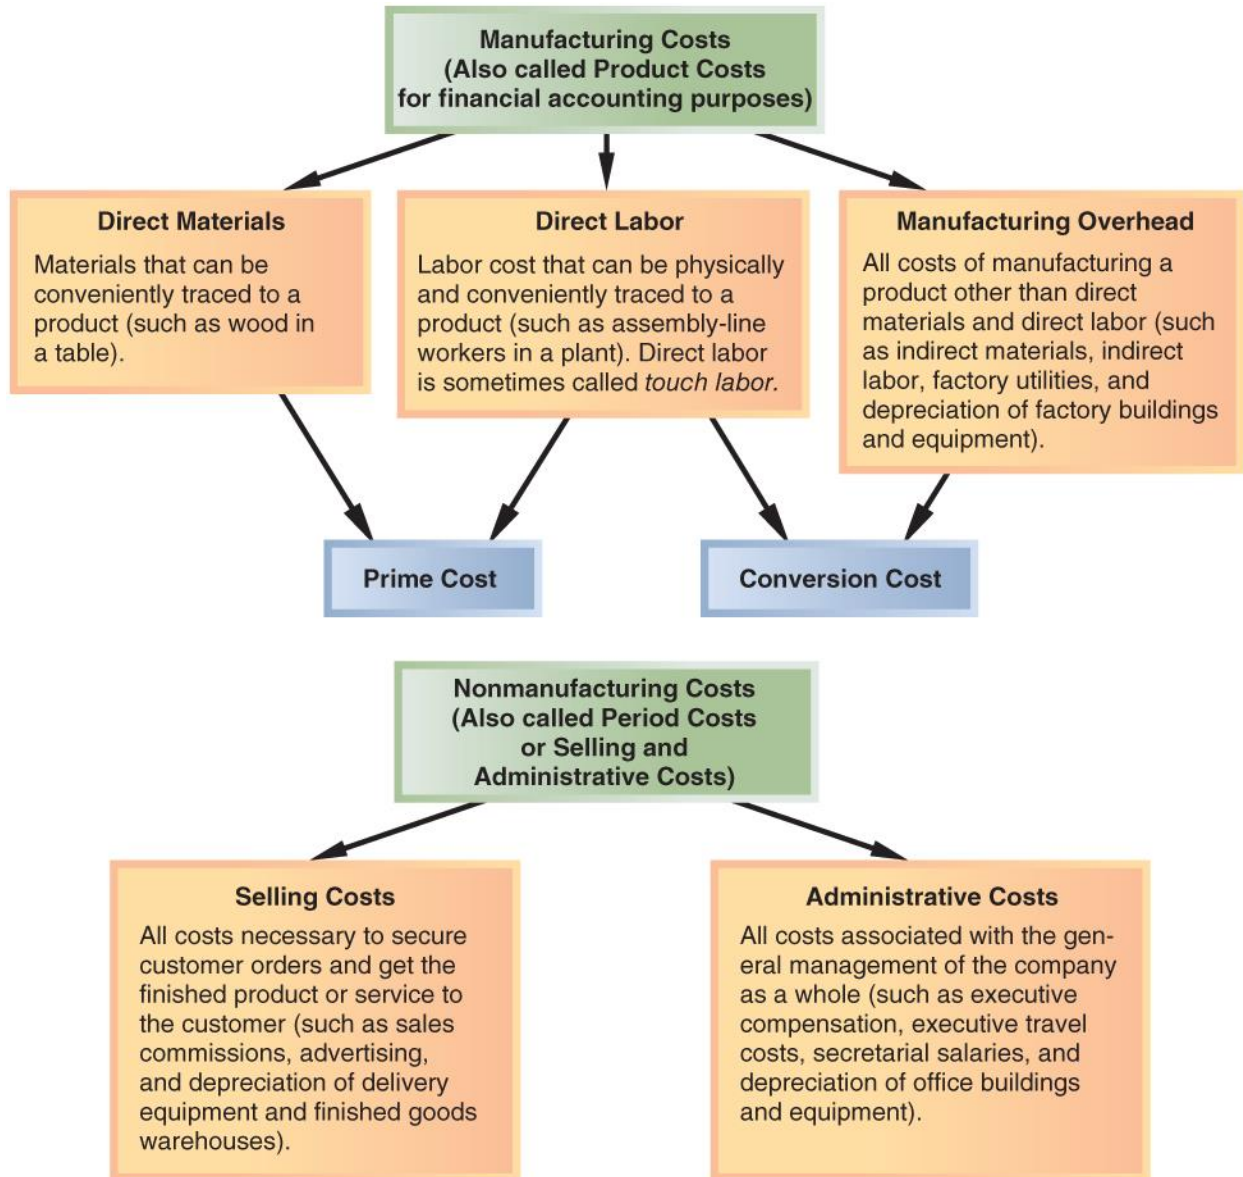 Manufacturing Costs
(Also called Product Costs
for financial accounting purposes)
Direct Materials
Materials that can be
conveniently traced to a
product (such as wood in
a table).
Direct Labor
Labor cost that can be physically
and conveniently traced to a
product (such as assembly-line
workers in a plant). Direct labor
is sometimes called touch labor.
Manufacturing Overhead
All costs of manufacturing a
product other than direct
materials and direct labor (such
as indirect materials, indirect
labor, factory utilities, and
depreciation of factory buildings
and equipment).
Prime Cost
Conversion Cost
Nonmanufacturing Costs
(Also called Period Costs
or Selling and
Administrative Costs)
Selling Costs
All costs necessary to secure
customer orders and get the
finished product or service to
the customer (such as sales
commissions, advertising,
and depreciation of delivery
equipment and finished goods
warehouses).
Administrative Costs
All costs associated with the gen-
eral management of the company
as a whole (such as executive
compensation, executive travel
costs, secretarial salaries, and
depreciation of office buildings
and equipment).